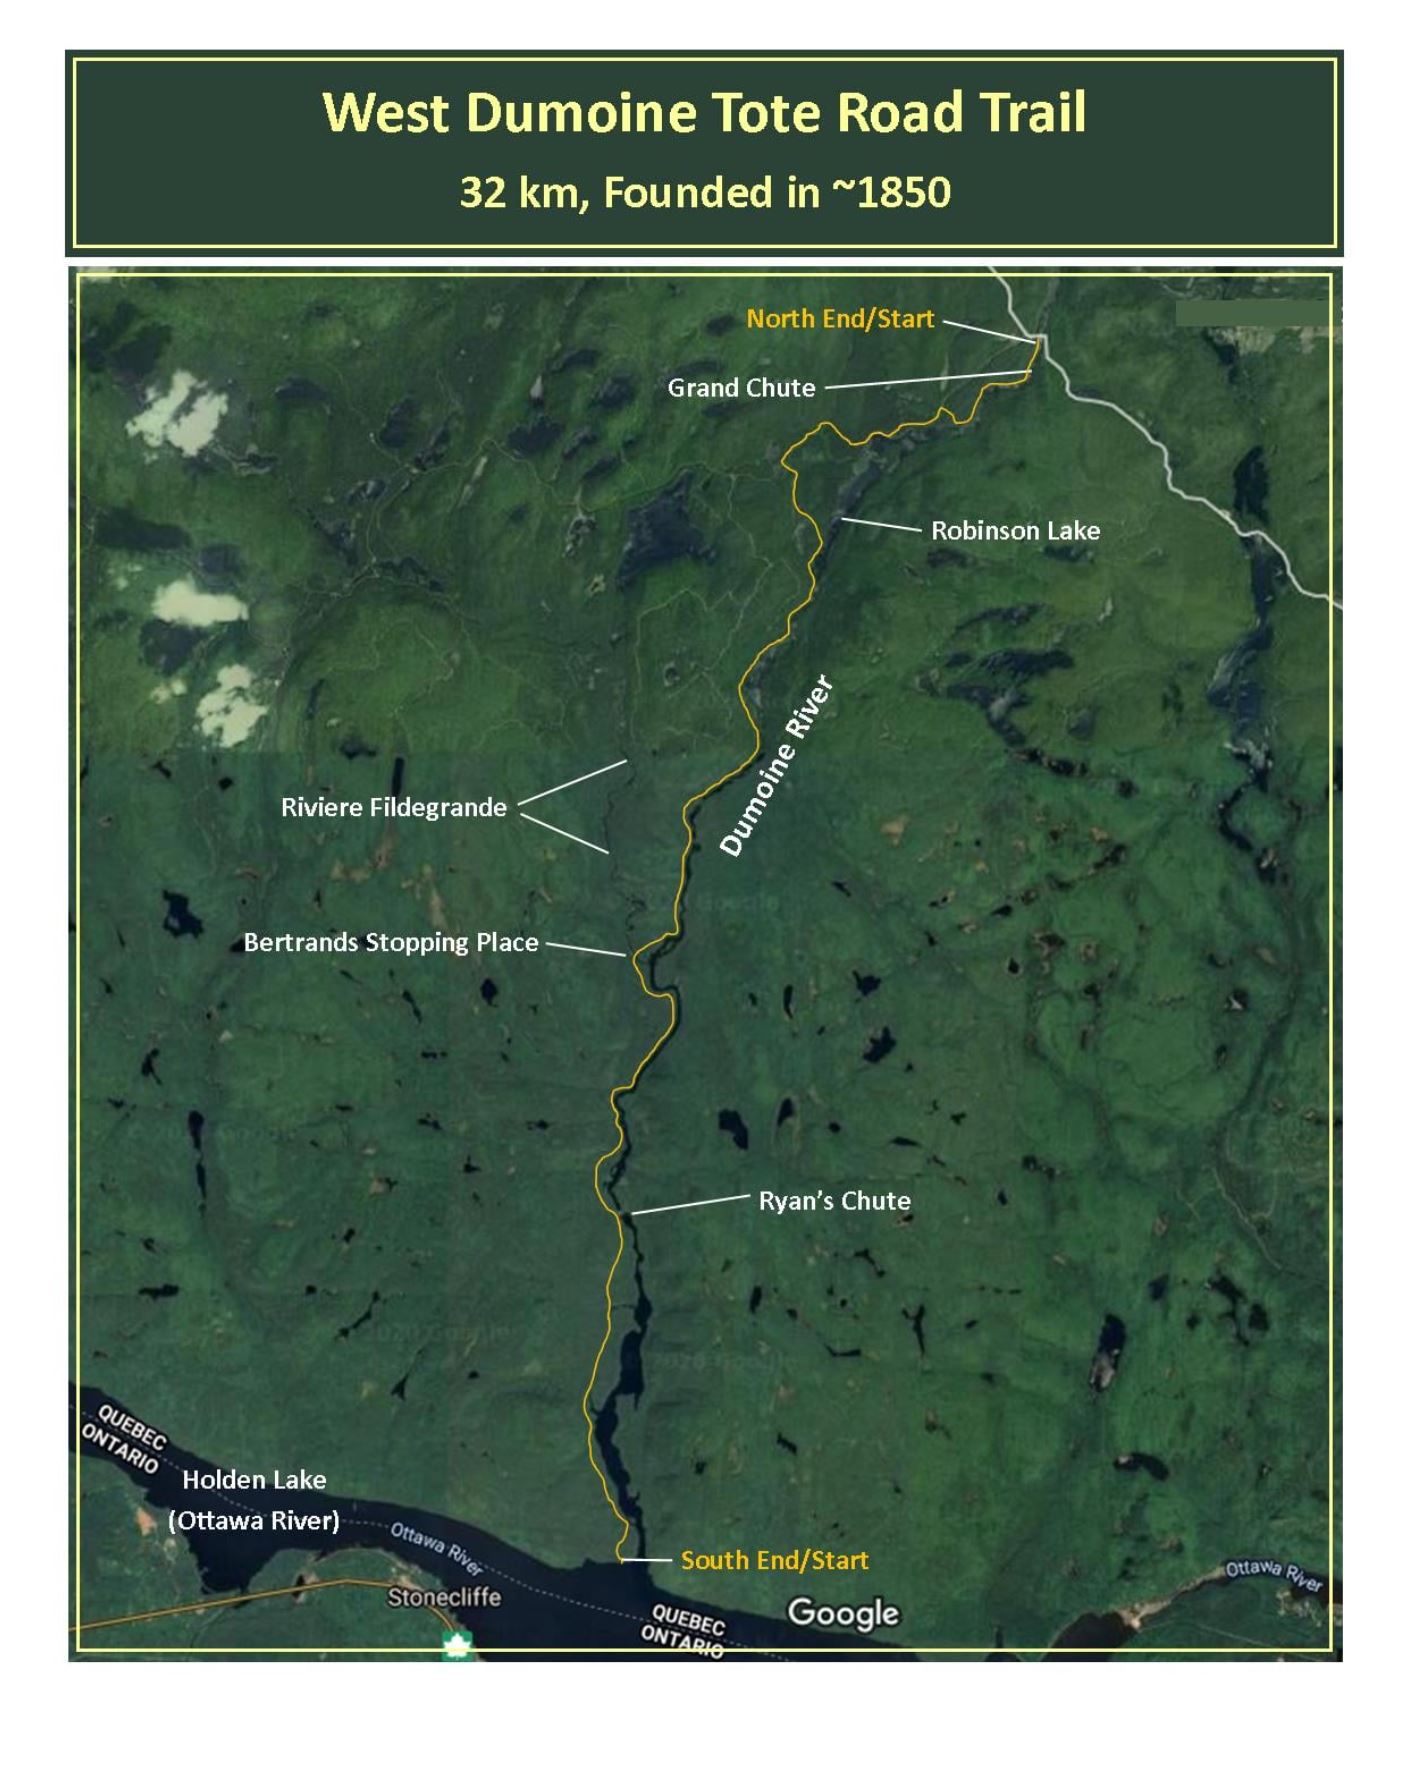 West Dumoine Tote Road Trail
32 km, Founded in ~1850
North End/Start
Grand Chute
Robinson Lake
Dumoine River
Riviere Fildegrande
Bertrands Stopping Place
Ryan’s Chute
QUEBEC
ONTARIO
Holden Lake
(Ottawa River)
Ottawa River
South End/Start
Ottawa River
Stonecliffe
QUEBEC
ONTARIO
Google